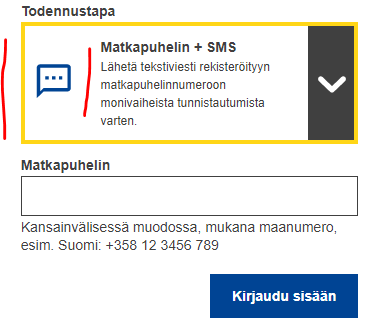 Todennustapa
Matkapuhelin + SMS
Lähetä tekstiviesti rekisteröityyn
matkapuhelinnumeroon
monivaiheista tunnistautumista
varten.
Matkapuhelin
Kansainvälisessä muodossa, mukana maanumero,
esim. Suomi: +358 12 3456 789
Kirjaudu sisään